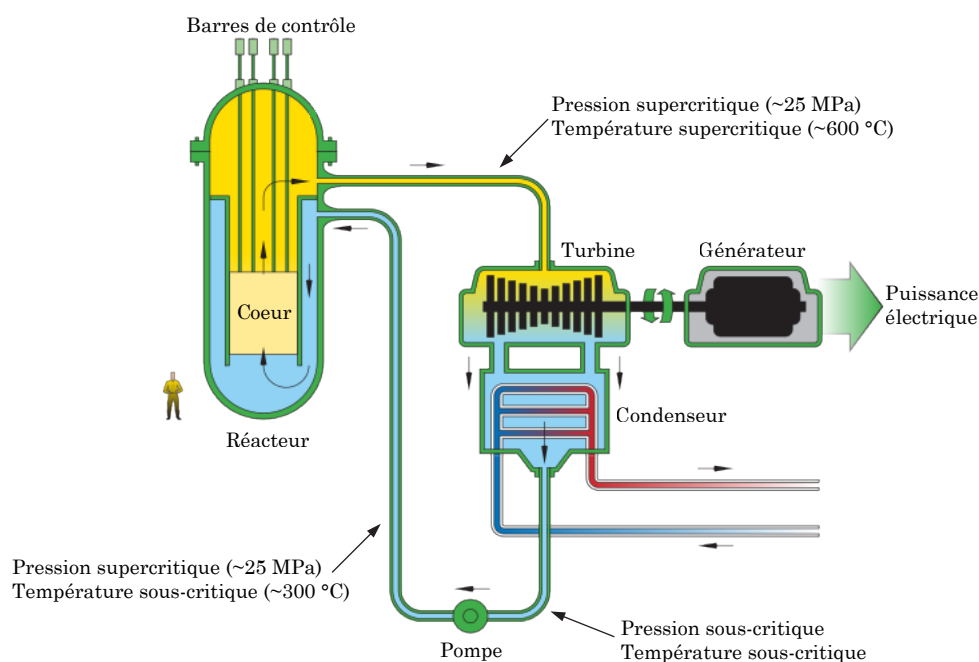 Barres de contrôle
Pression supercritique (~25 MPa)
Température supercritique (~600 °C)
Turbine
Générateur
Puissance
électrique
Coeur
Condenseur
Réacteur
Pression supercritique (~25 MPa)
Température sous-critique (~300 °C)
Pompe
Pression sous-critique
Température sous-critique